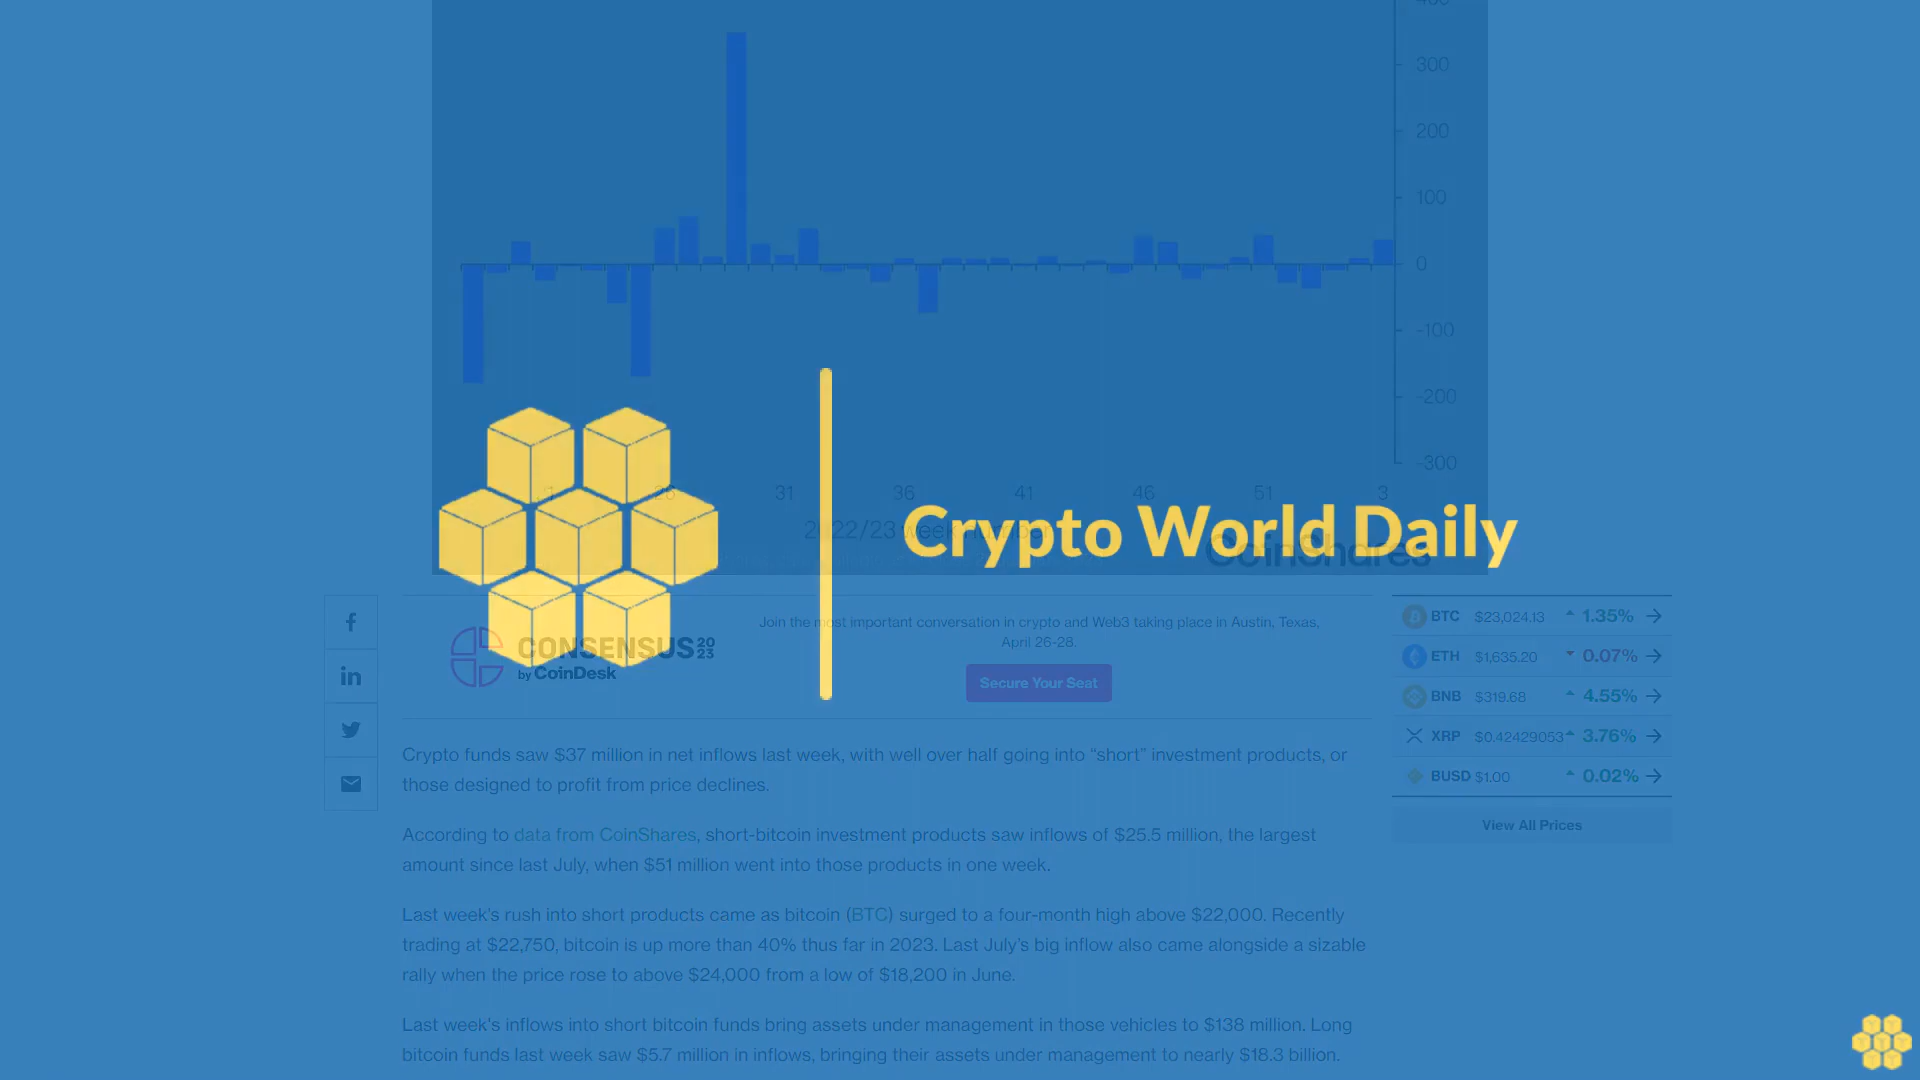 400
300
200
100
0
-100
-200
-300
26 31 36 41 46 51 3
2022/23 week number
CoinShares
Crypto World Daily
CONSENSUS 2023
by CoinDesk
Join the most important conversation in crypto and Web3 taking place in Austin, Texas,
April 26-28.
Secure Your Seat
BTC $23,024.13 1.35%
ETH $1,635.20 0.07%
BNB $319.68 4.55%
XRP $0.42429053 3.76%
BUSD $1.00 0.02%
View All Prices
Crypto funds saw $37 million in net inflows last week, with well over half going into “short” investment products, or
those designed to profit from price declines.
According to data from CoinShares, short-bitcoin investment products saw inflows of $25.5 million, the largest
amount since last July, when $51 million went into those products in one week.
Last week's rush into short products came as bitcoin (BTC) surged to a four-month high above $22,000. Recently
trading at $22,750, bitcoin is up more than 40% thus far in 2023. Last July’s big inflow also came alongside a sizable
rally when the price rose to above $24,000 from a low of $18,200 in June.
Last week's inflows into short bitcoin funds bring assets under management in those vehicles to $138 million. Long
bitcoin funds last week saw $5.7 million in inflows, bringing their assets under management to nearly $18.3 billion.